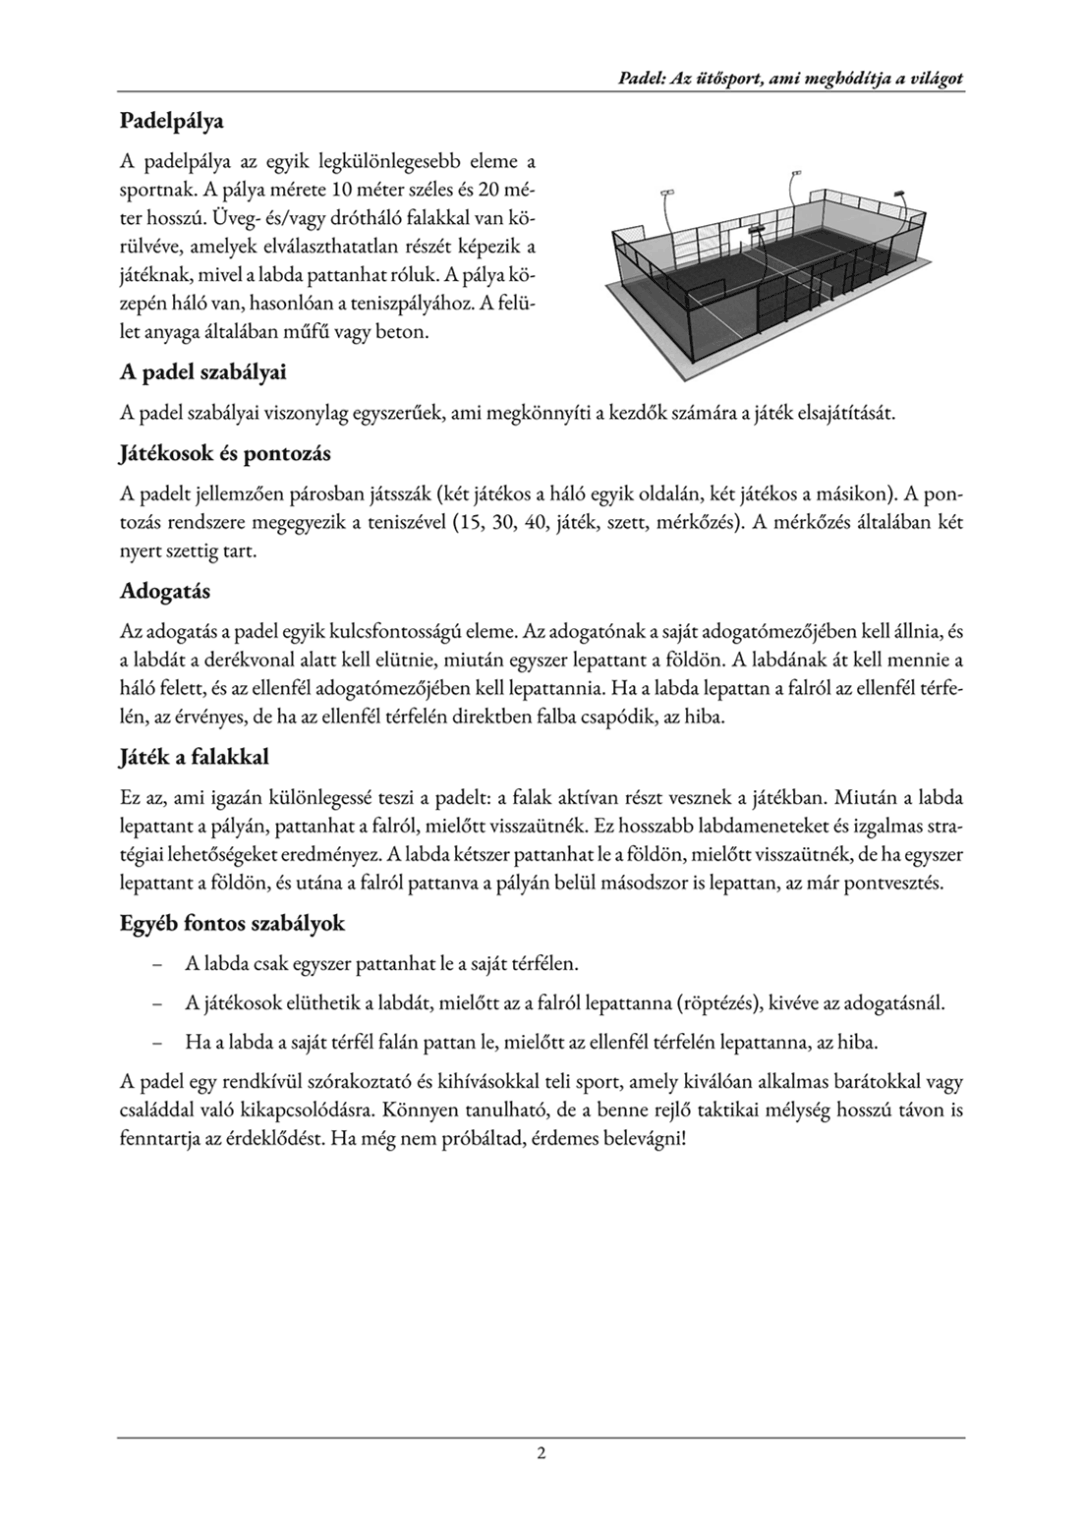 Padel: Az ütősport, ami meghódítja a világot
Padelpálya
A padelpálya az egyik legkülönlegesebb eleme a
sportnak. A pálya mérete 10 méter széles és 20 mé-
ter hosszú. Üveg- és/vagy drótháló falakkal van kö-
rülvéve, amelyek elválaszthatatlan részét képezik a
játéknak, mivel a labda pattanhat róluk. A pálya kö-
zepén háló van, hasonlóan a teniszpályához. A felü-
let anyaga általában műfű vagy beton.
A padel szabályai
A padel szabályai viszonylag egyszerűek, ami megkönnyíti a kezdők számára a játék elsajátítását.
Játékosok és pontozás
A padelt jellemzően párosban játsszák (két játékos a háló egyik oldalán, két játékos a másikon). A pon-
tozás rendszere megegyezik a teniszével (15, 30, 40, játék, szett, mérkőzés). A mérkőzés általában két
nyert szettig tart.
Adogatás
Az adogatás a padel egyik kulcsfontosságú eleme. Az adogatónak a saját adogatómezőjében kell állnia, és
a labdát a derékvonal alatt kell elütnie, miután egyszer lepattant a földön. A labdának át kell mennie a
háló felett, és az ellenfél adogatómezőjében kell lepattannia. Ha a labda lepattan a falról az ellenfél térfe-
lén, az érvényes, de ha az ellenfél térfelén direktben falba csapódik, az hiba.
Játék a falakkal
Ez az, ami igazán különlegessé teszi a padelt: a falak aktívan részt vesznek a játékban. Miután a labda
lepattant a pályán, pattanhat a falról, mielőtt visszaütnék. Ez hosszabb labdameneteket és izgalmas stra-
tégiai lehetőségeket eredményez. A labda kétszer pattanhat le a földön, mielőtt visszaütnék, de ha egyszer
lepattant a földön, és utána a falról pattanva a pályán belül másodszor is lepattan, az már pontvesztés.
Egyéb fontos szabályok
– A labda csak egyszer pattanhat le a saját térfélen.
– A játékosok elüthetik a labdát, mielőtt az a falról lepattanna (röptézés), kivéve az adogatásnál.
– Ha a labda a saját térfél falán pattan le, mielőtt az ellenfél térfelén lepattanna, az hiba.
A padel egy rendkívül szórakoztató és kihívásokkal teli sport, amely kiválóan alkalmas barátokkal vagy
családdal való kikapcsolódásra. Könnyen tanulható, de a benne rejlő taktikai mélység hosszú távon is
fenntartja az érdeklődést. Ha még nem próbáltad, érdemes belevágni!
2